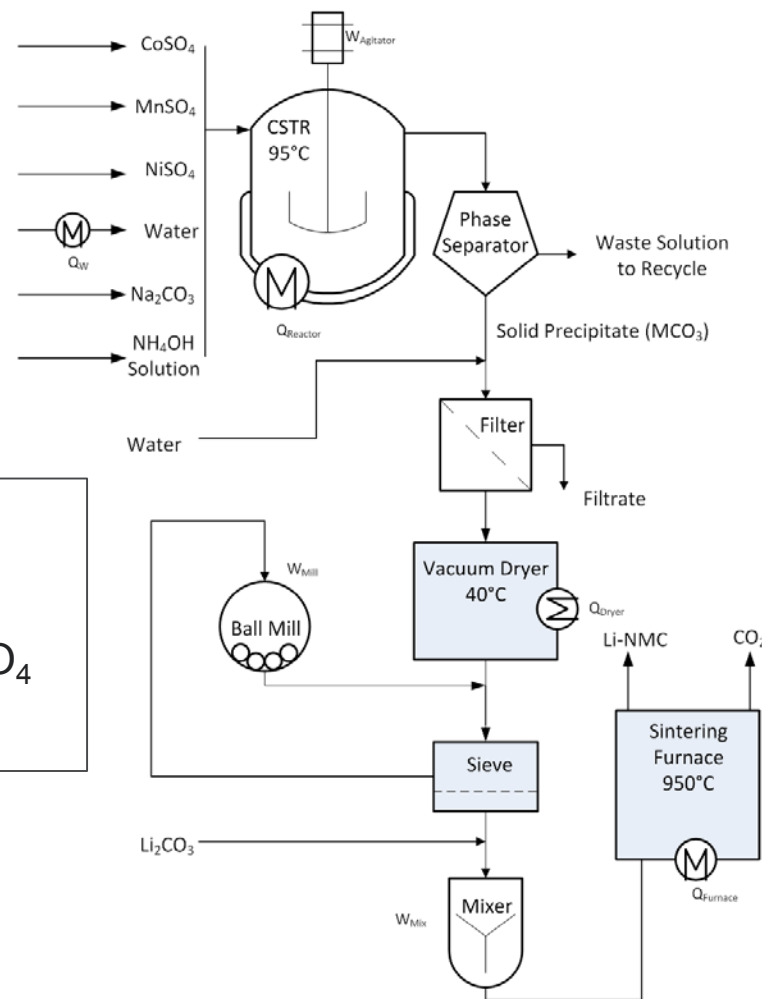 CoSO₄
W_Agitator
MnSO₄
CSTR
95°C
NiSO₄
Water
Q_W
Phase
Separator
Waste Solution
to Recycle
Na₂CO₃
Q_Reactor
NH₄OH
Solution
Solid Precipitate (MCO₃)
Water
Filter
Filtrate
W_Mill
Vacuum Dryer
40°C
Q_Dryer
Ball Mill
Li-NMC
CO₂
O₄
Sintering
Furnace
950°C
Sieve
Li₂CO₃
Q_Furnace
Mixer
W_Mix